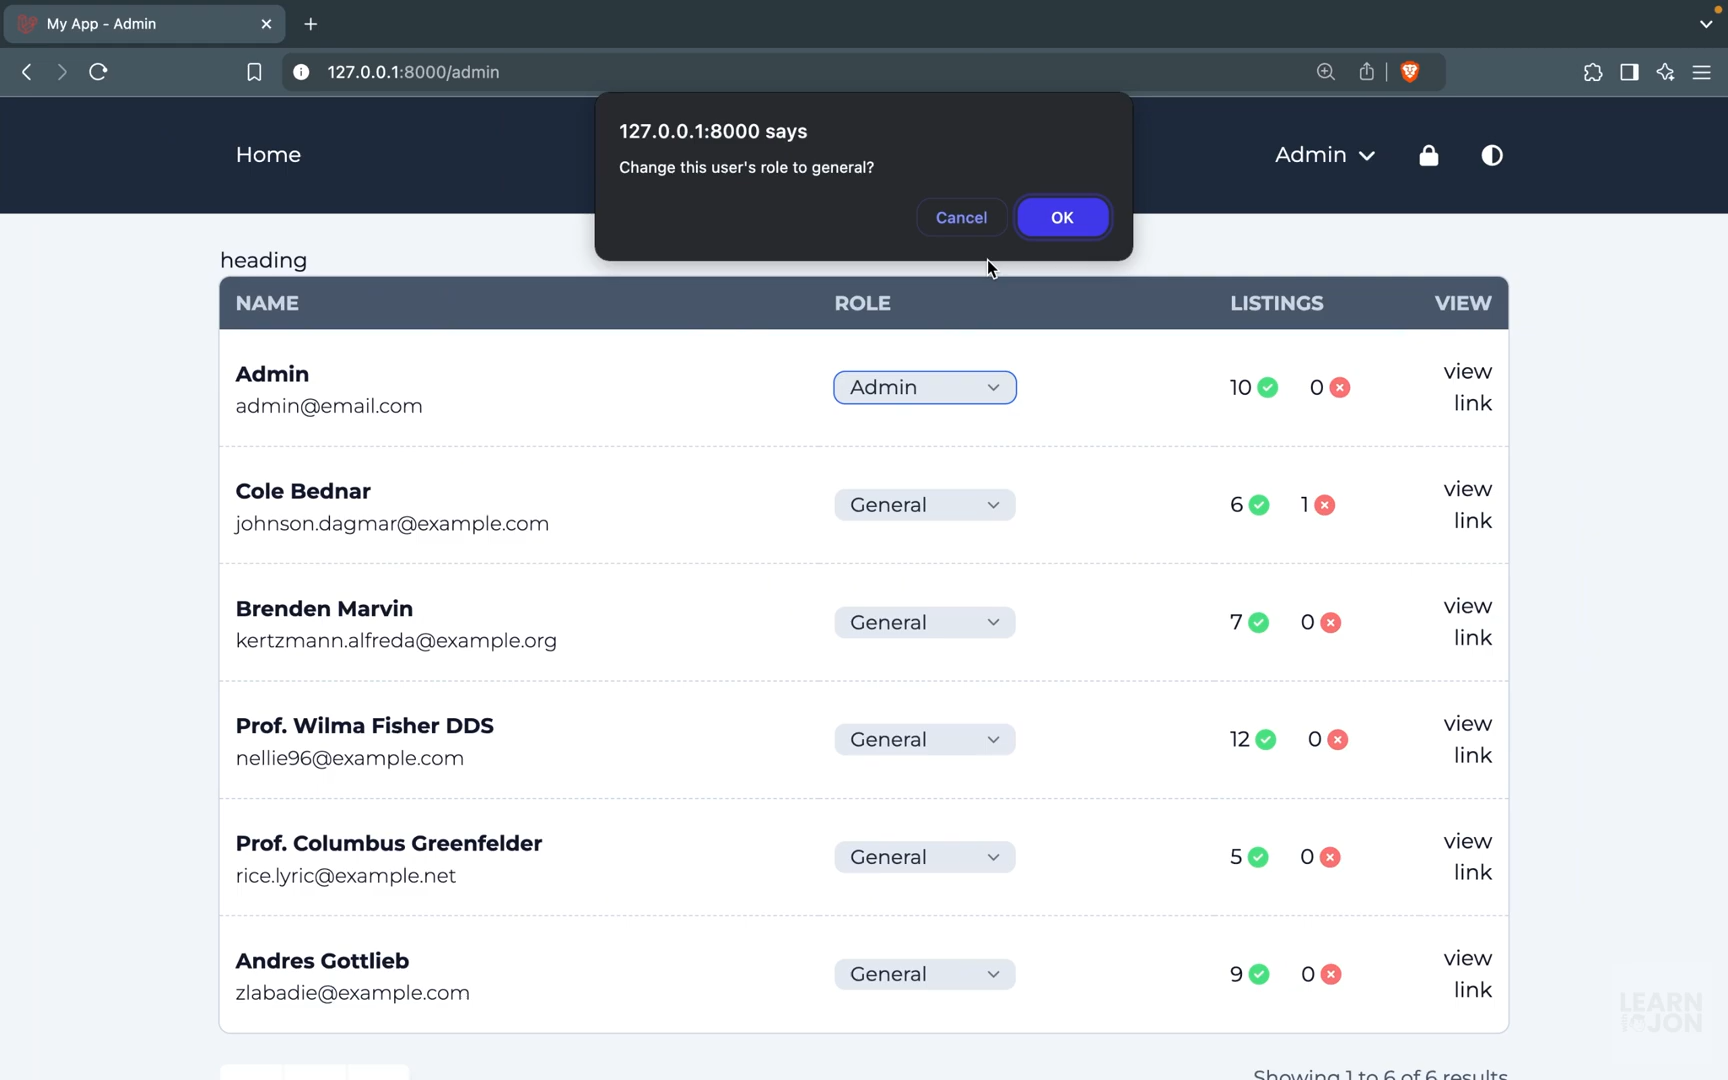 My App - Admin
127.0.0.1:8000/admin
127.0.0.1:8000 says
Change this user's role to general?
Cancel
OK
Home
Admin
heading
NAME ROLE LISTINGS VIEW
Admin
admin@email.com
Admin
10 0
view
link
Cole Bednar
johnson.dagmar@example.com
General
6 1
view
link
Brenden Marvin
kertzmann.alfreda@example.org
General
7 0
view
link
Prof. Wilma Fisher DDS
nellie96@example.com
General
12 0
view
link
Prof. Columbus Greenfelder
rice.lyric@example.net
General
5 0
view
link
Andres Gottlieb
zlabadie@example.com
General
9 0
view
link
Showing 1 to 6 of 6 results
LEARN
JON